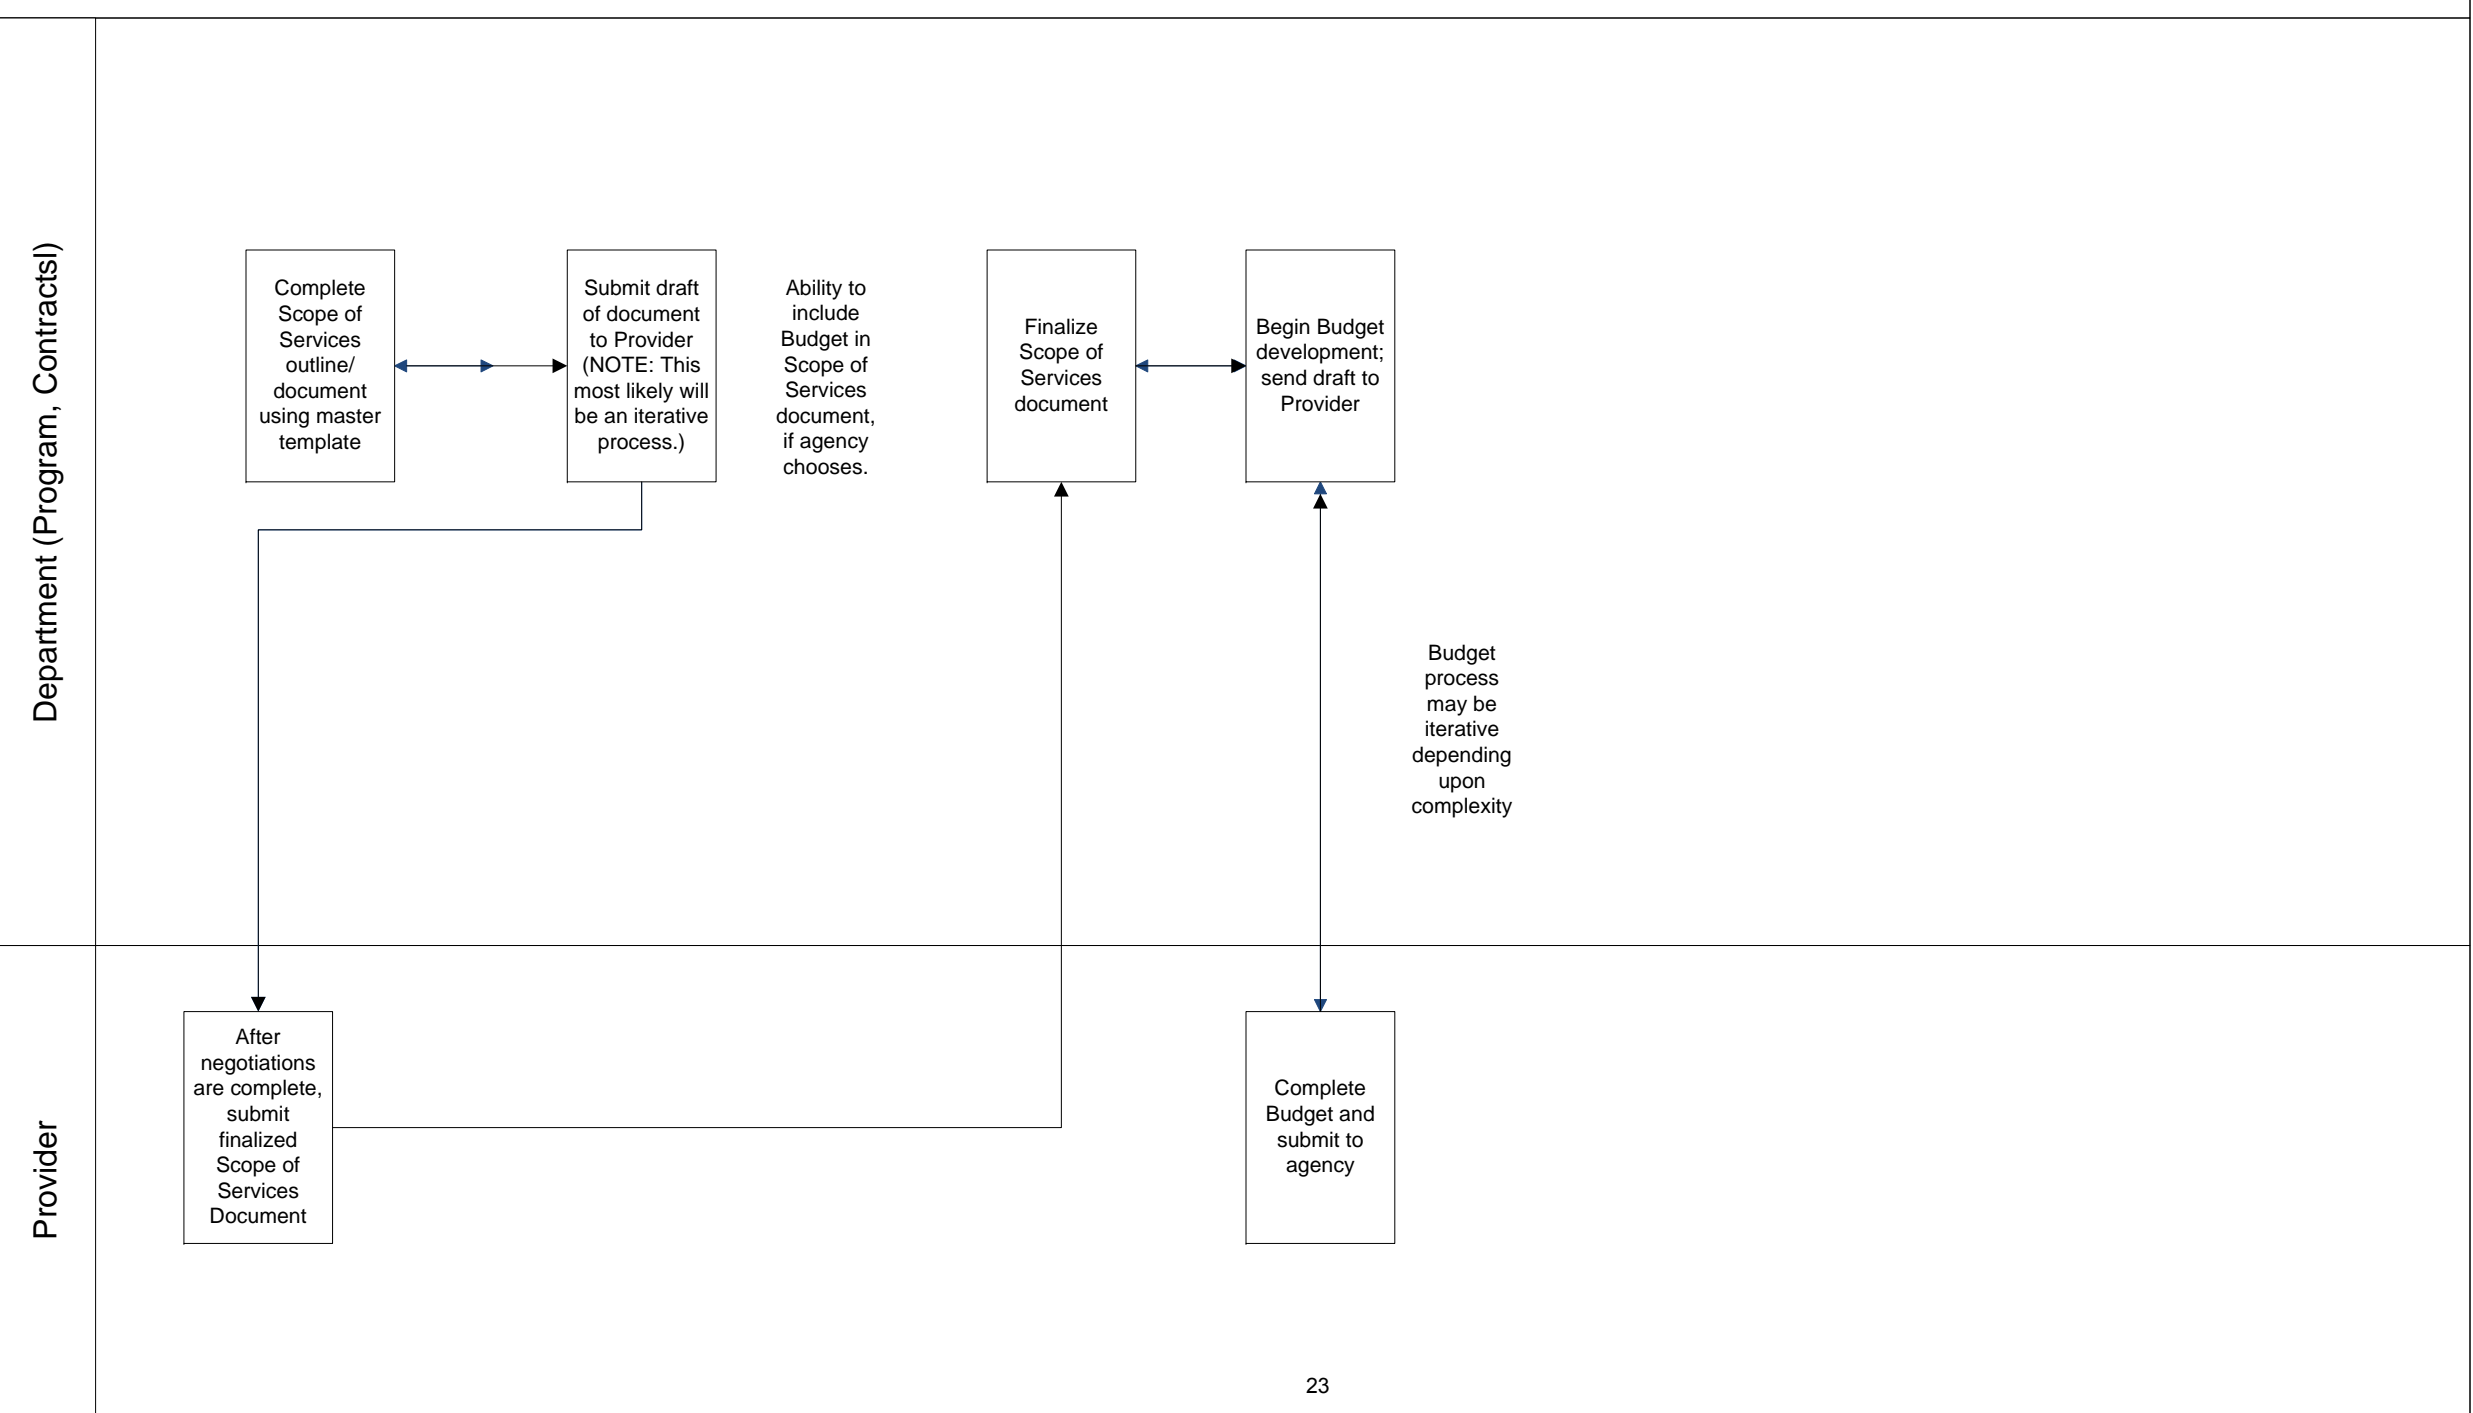 Department (Program, Contractsl)
Complete
Scope of
Services
outline/
document
using master
template
Submit draft
of document
to Provider
(NOTE: This
most likely will
be an iterative
process.)
Ability to
include
Budget in
Scope of
Services
document,
if agency
chooses.
Finalize
Scope of
Services
document
Begin Budget
development;
send draft to
Provider
Budget
process
may be
iterative
depending
upon
complexity
Provider
After
negotiations
are complete,
submit
finalized
Scope of
Services
Document
Complete
Budget and
submit to
agency
23